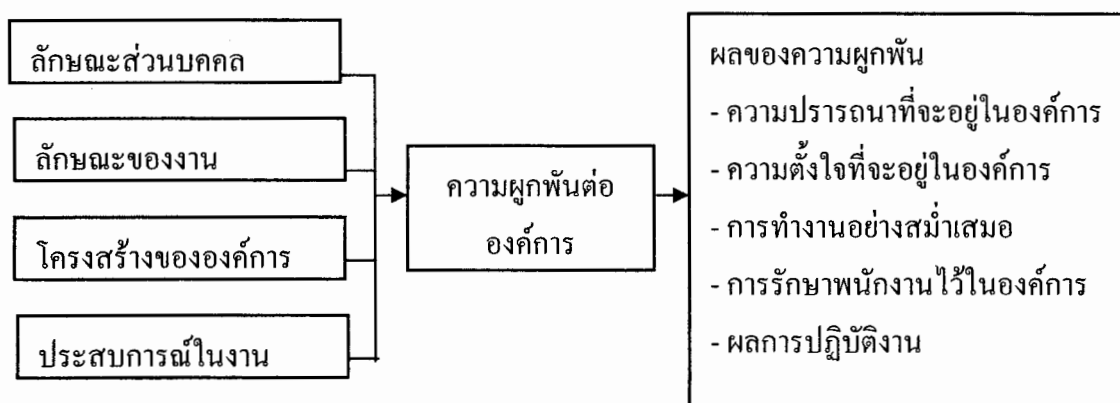 ลักษณะส่วนบคคล
ลักษณะของงาน
โครงสร้างขององค์การ
ประสบการณ์ในงาน
ความผูกพันต่อ
องค์การ
ผลของความผูกพัน
- ความปรารถนาที่จะอยู่ในองค์การ
- ความตั้งใจที่จะอยู่ในองค์การ
- การทำงานอย่างสม่ำเสมอ
- การรักษาพนักงานไว้ในองค์การ
- ผลการปฏิบัติงาน